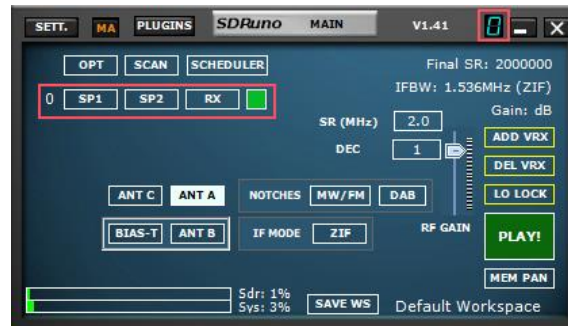 SETT. MA PLUGINS SDRuno MAIN V1.41 0
OPT SCAN SCHEDULER Final SR: 2000000
IFBW: 1.536MHz (ZIF)
0 SP1 SP2 RX Gain: dB
SR (MHz) 2.0
ADD VRX
DEC 1
DEL VRX
ANT C ANT A NOTCHES MW/FM DAB LO LOCK
BIAS-T ANT B IF MODE ZIF RF GAIN PLAY!
MEM PAN
Sdr: 1%
Sys: 3% SAVE WS Default Workspace